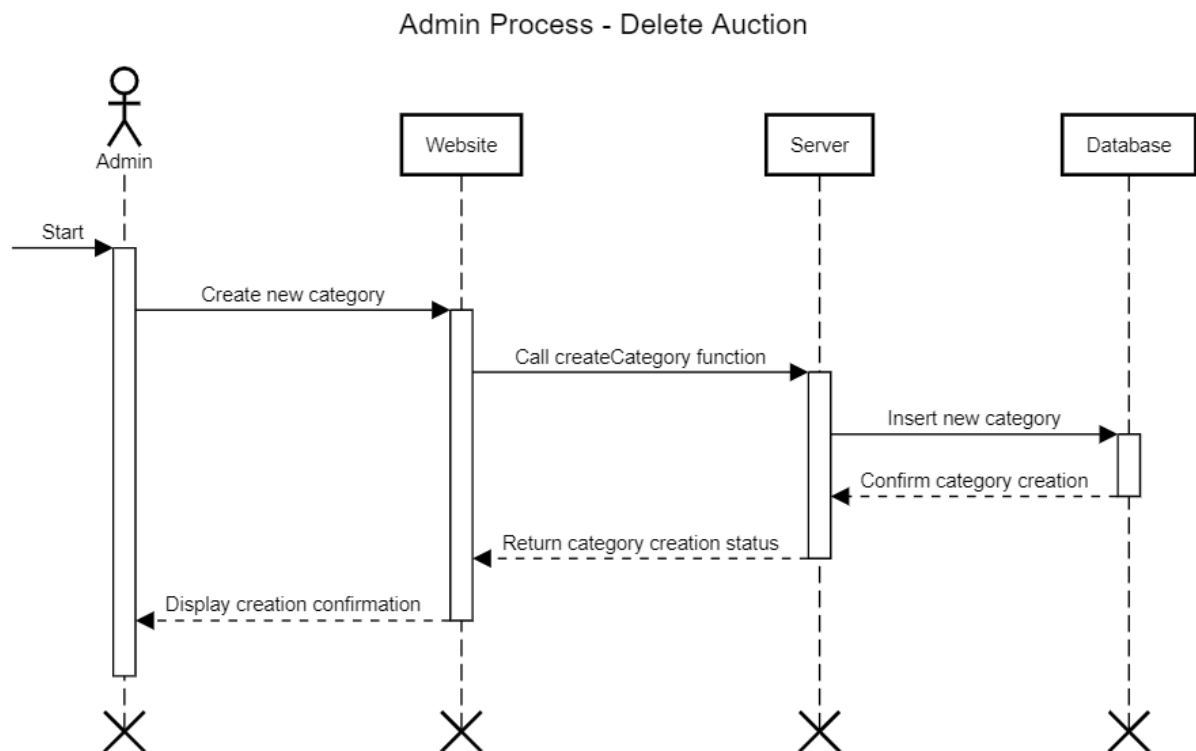 Admin Process - Delete Auction
Admin
Website
Server
Database
Start
Create new category
Call createCategory function
Insert new category
Confirm category creation
Return category creation status
Display creation confirmation